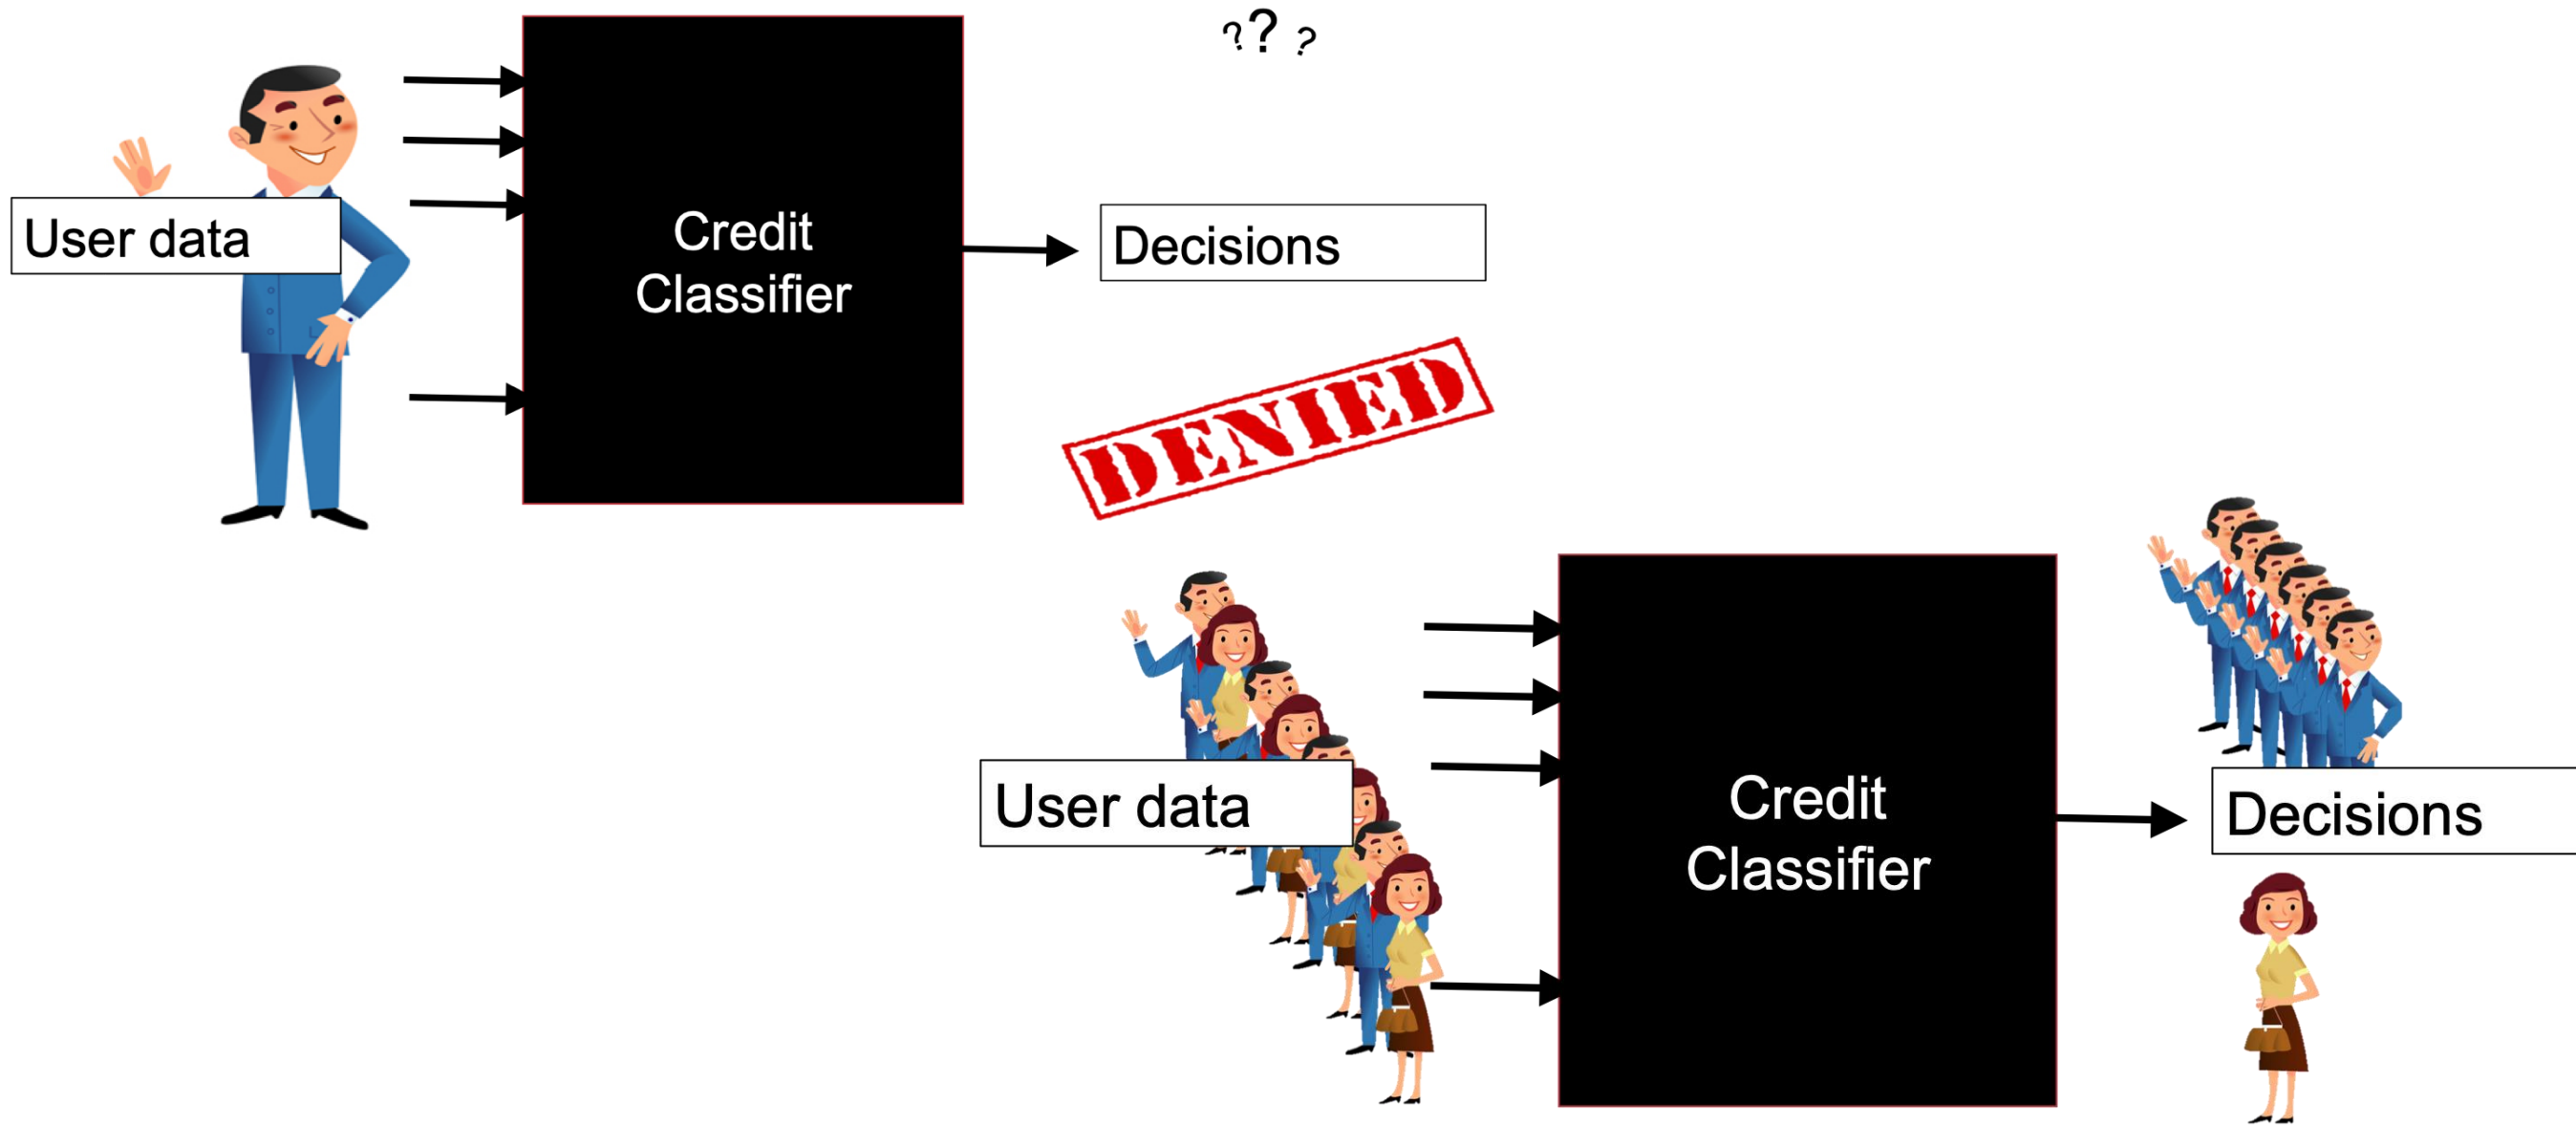 ???
User data
Credit
Classifier
Decisions
DENIED
User data
Credit
Classifier
Decisions